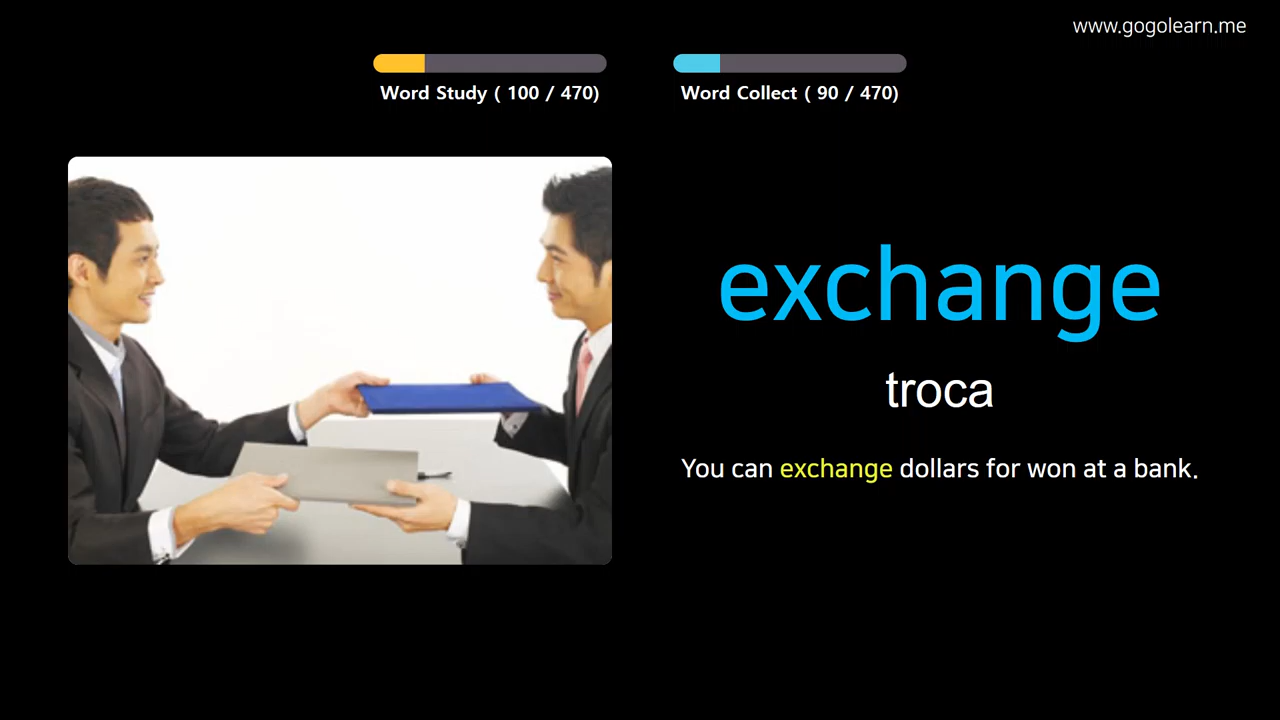 www.gogolearn.me
Word Study ( 100 / 470)
Word Collect ( 90 / 470)
exchange
troca
You can exchange dollars for won at a bank.